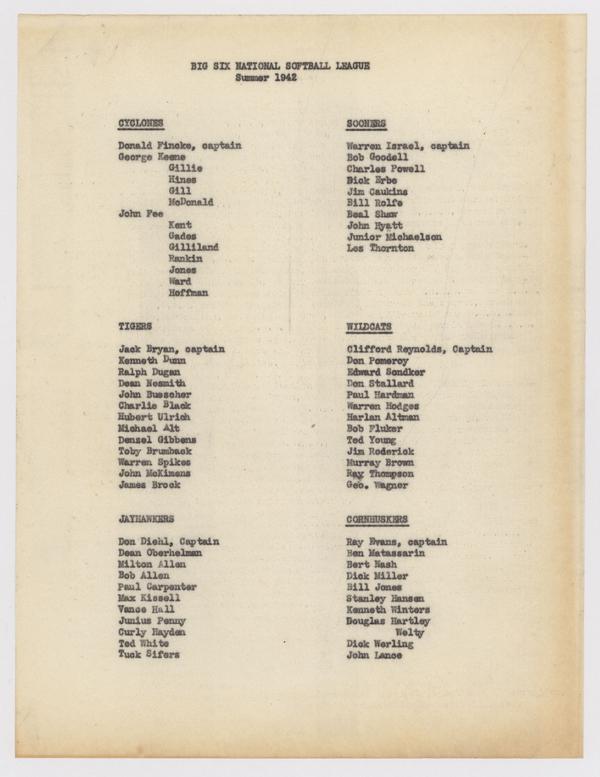 BIG SIX NATIONAL SOFTBALL LEAGUE
Summer 1942
CYCLONES
Donald Fincke, captain
George Keene
Gillie
Hines
Gill
McDonald
John Fee
Kent
Gades
Gilliland
Rankin
Jones
Ward
Hoffman
SOONERS
Warren Israel, captain
Bob Goodell
Charles Powell
Dick Erbe
Jim Caukins
Bill Rolfe
Beal Shaw
John Hyatt
Junior Michaelson
Les Thornton
TIGERS
Jack Bryan, captain
Kenneth Dunn
Ralph Dugan
Dean Nesmith
John Buescher
Charlie Black
Hubert Ulrich
Michael Alt
Denzel Gibbens
Toby Brumback
Warren Spikes
John McKimens
James Brock
WILDCATS
Clifford Reynolds, Captain
Don Pomeroy
Edward Sondker
Don Stallard
Paul Hardman
Warren Hodges
Harlan Altman
Bob Fluker
Ted Young
Jim Roderick
Murray Brown
Ray Thompson
Geo. Wagner
JAYHAWKERS
Don Diehl, Captain
Dean Oberhelman
Milton Allen
Bob Allen
Paul Carpenter
Max Kissell
Vance Hall
Junius Penny
Curly Hayden
Ted White
Tuck Sifers
CORNHUSKERS
Ray Evans, captain
Ben Matassarin
Bert Nash
Dick Miller
Bill Jones
Stanley Hansen
Kenneth Winters
Douglas Hartley
Welty
Dick Werling
John Lance